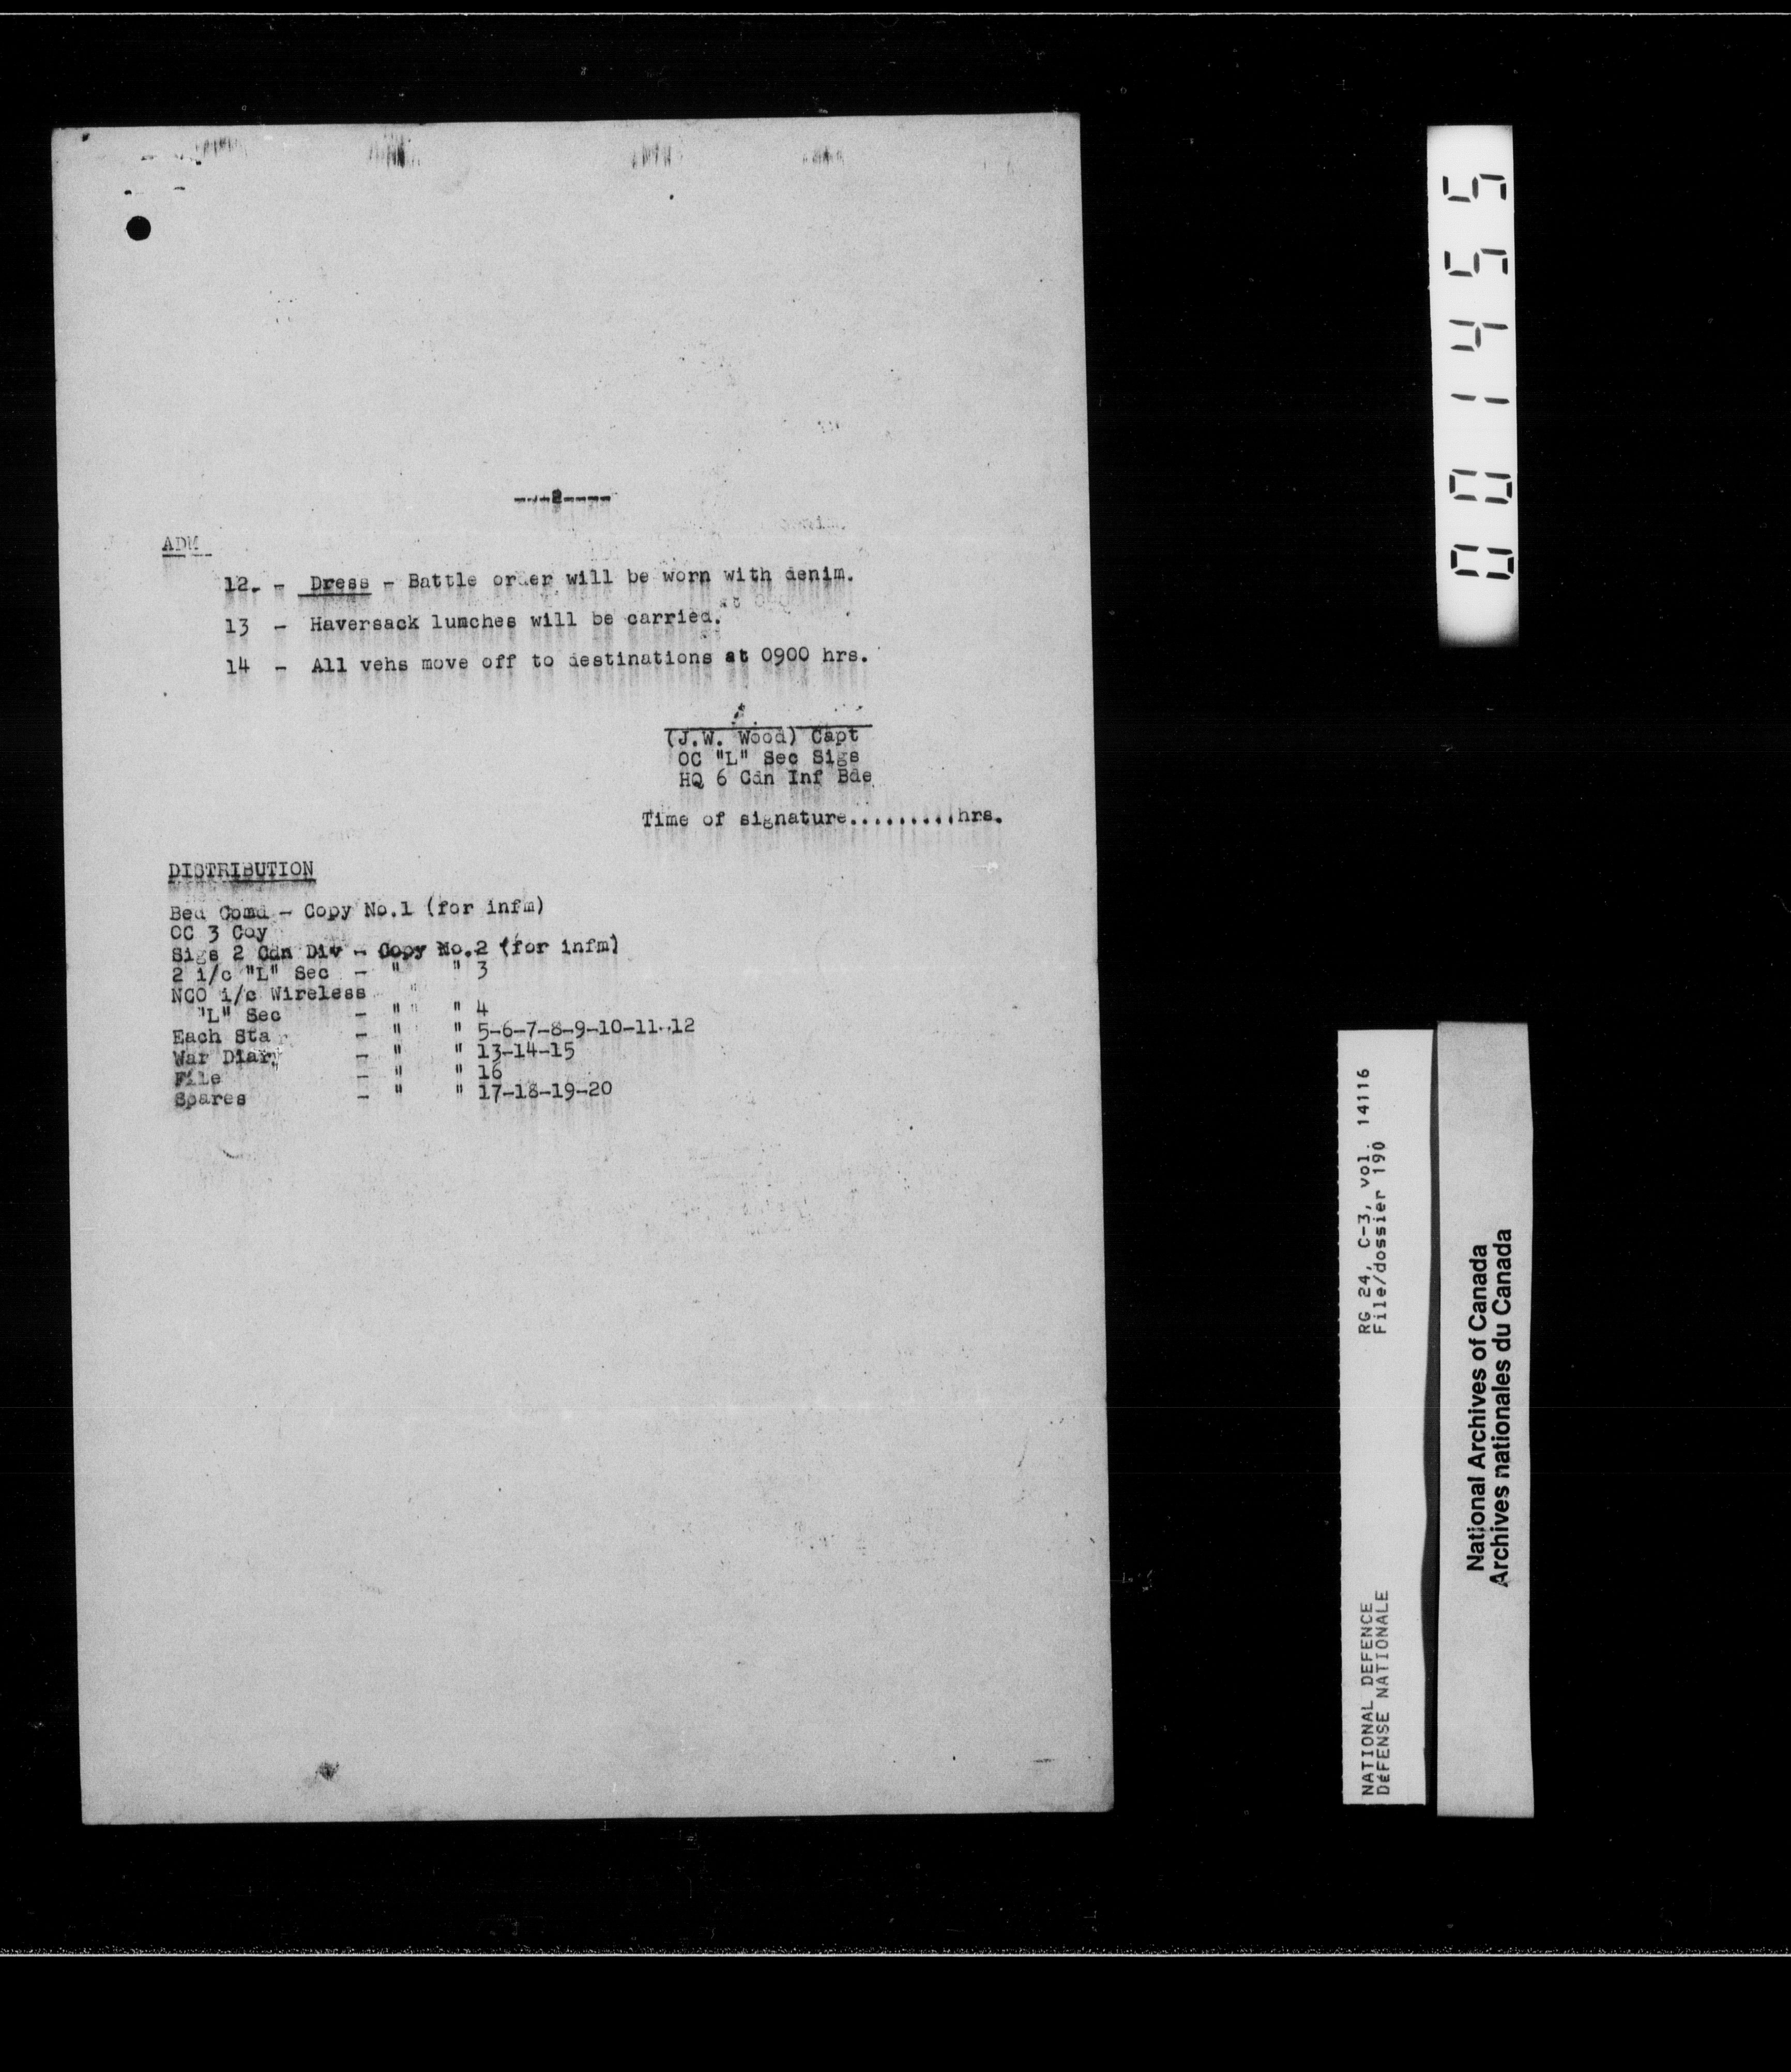 ----2----
ADM
12. - Dress - Battle order will be worn with denim.
13 - Haversack lumches will be carried.
14 - All vehs move off to destinations at 0900 hrs.
(J.W. Wood) Capt
OC "L" Sec Sigs
HQ 6 Cdn Inf Bde
Time of signature.........hrs.
DISTRIBUTION
Bed Comd - Copy No.1 (for infm)
OC 3 Coy
Sigs 2 Cdn Div - Copy No.2 (for infm)
2 i/c "L" Sec - " " 3
NCO i/c Wireless
"L" Sec - " " 4
Each Sta - " " 5-6-7-8-9-10-11-12
War Diary - " " 13-14-15
File - " " 16
Spares - " " 17-18-19-20
001455
RG 24, C-3, vol. 14116
File/dossier 190
NATIONAL DEFENCE
DéFENSE NATIONALE
National Archives of Canada
Archives nationales du Canada